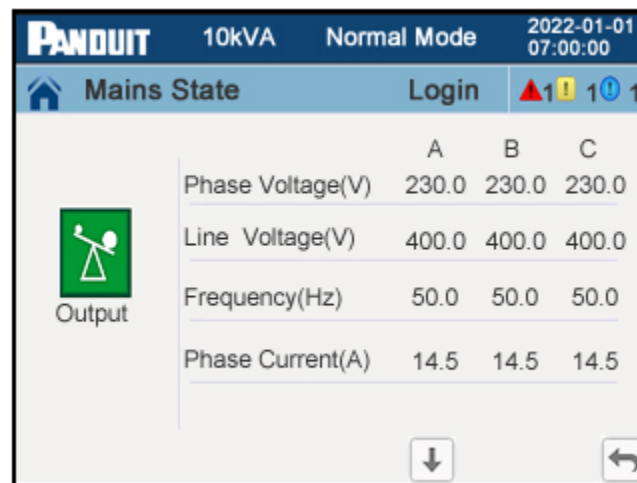 PANDUIT 10kVA Normal Mode 2022-01-01
07:00:00
Mains State Login 1 1 1
A B C
Phase Voltage(V) 230.0 230.0 230.0
Line Voltage(V) 400.0 400.0 400.0
Frequency(Hz) 50.0 50.0 50.0
Phase Current(A) 14.5 14.5 14.5
Output